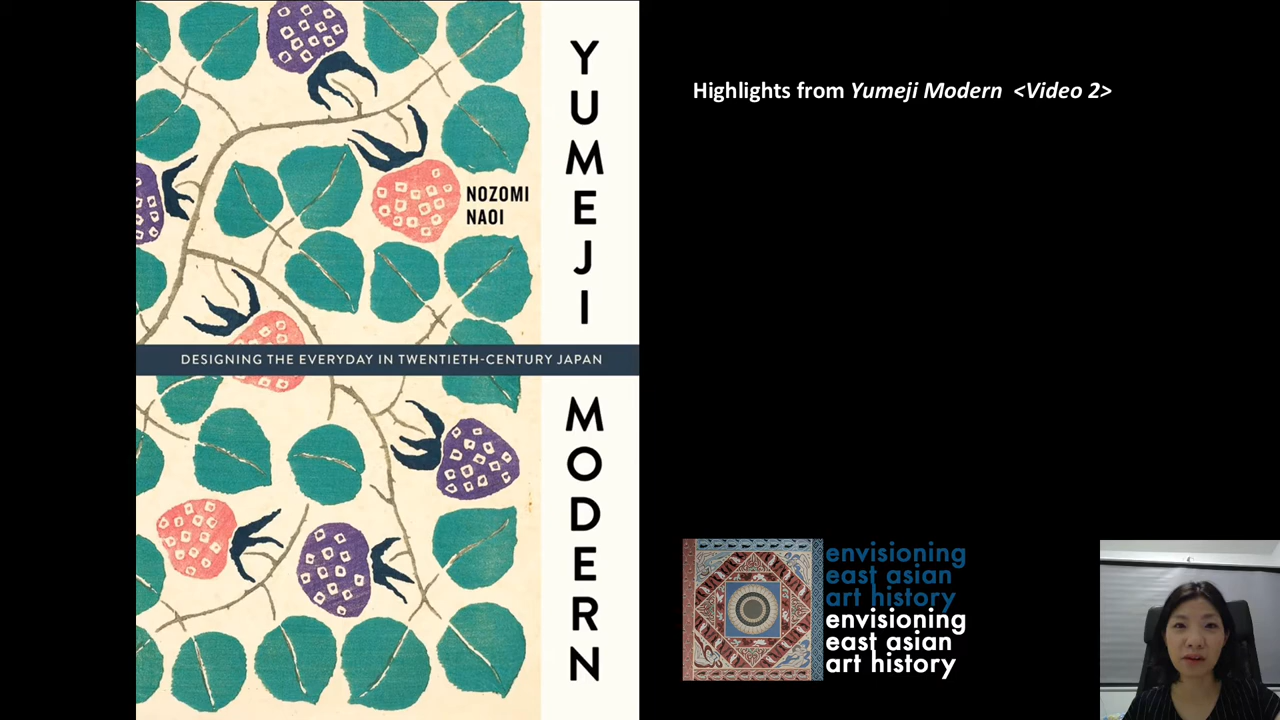 YUMEJI
NOZOMI
NAOI
DESIGNING THE EVERYDAY IN TWENTIETH-CENTURY JAPAN
MODERN
Highlights from Yumeji Modern <Video 2>
envisioning
east asian
art history
envisioning
east asian
art history